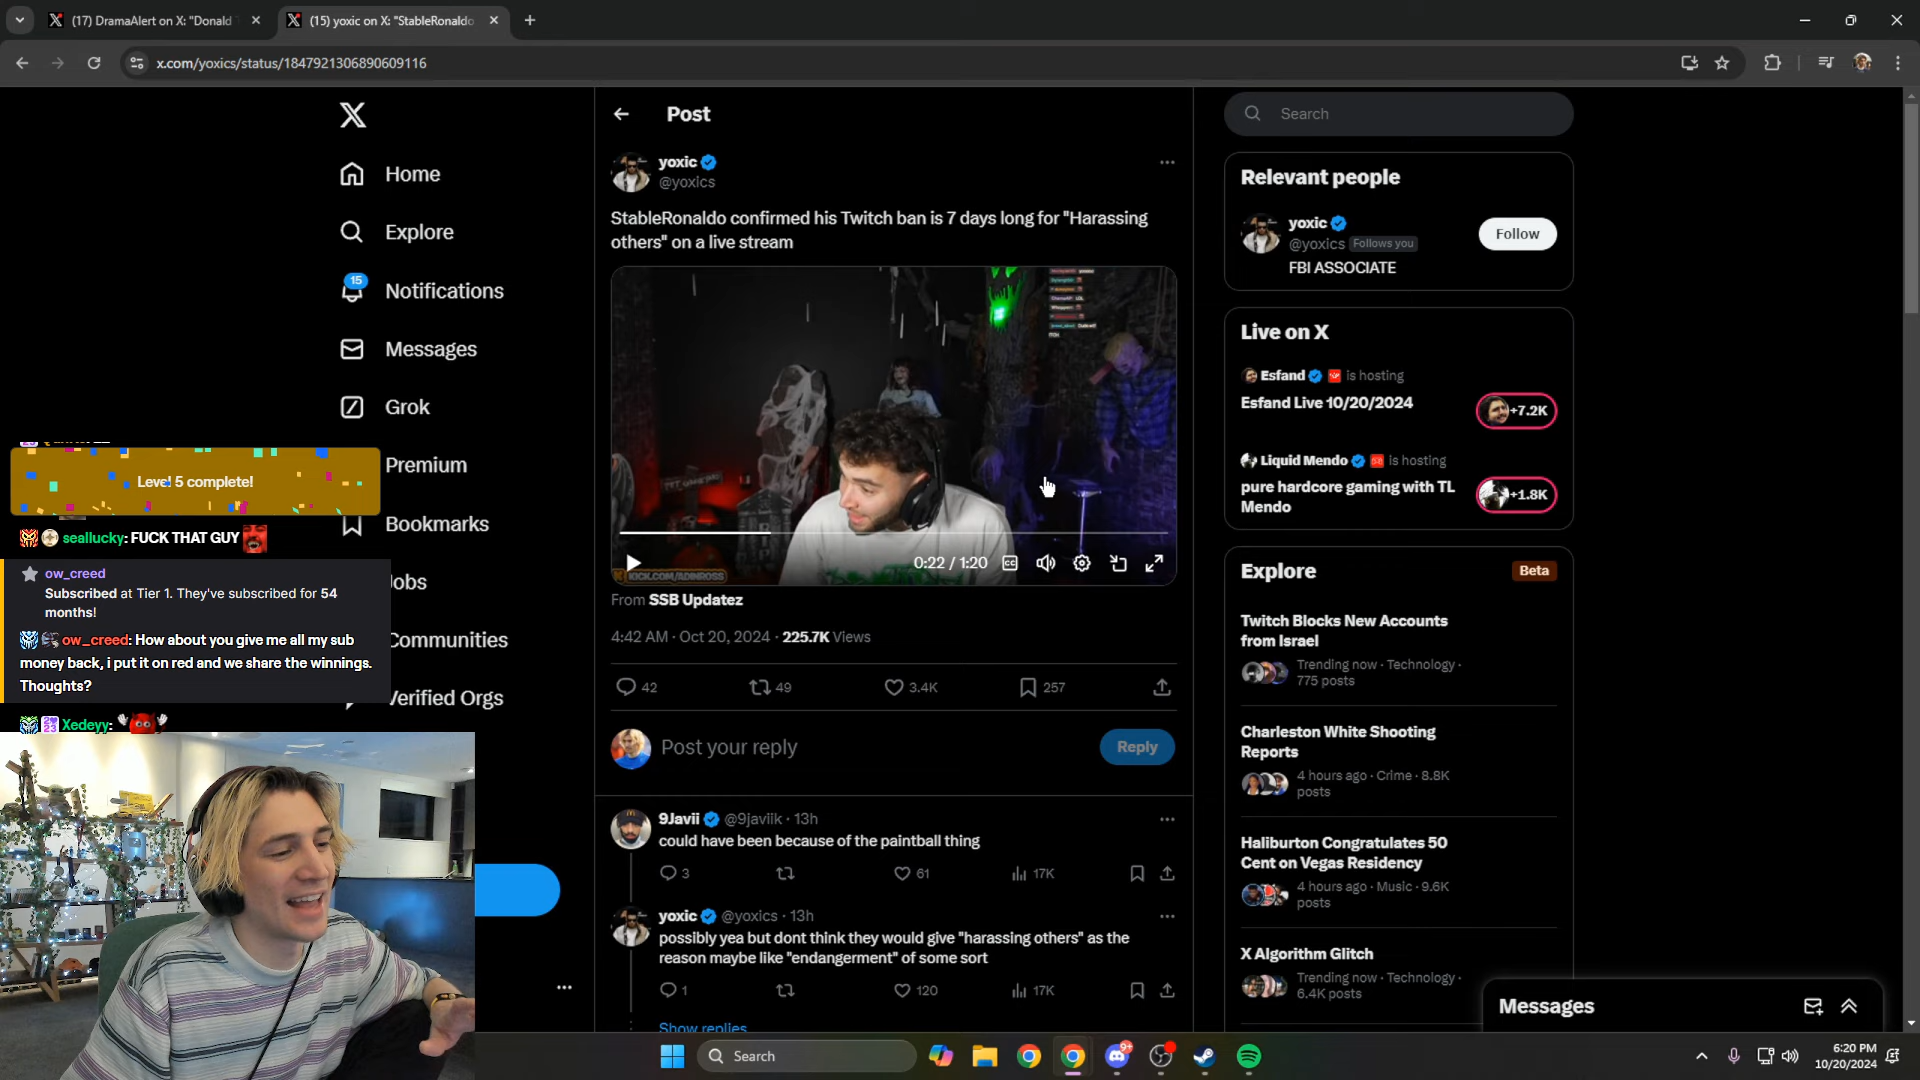 (17) DramaAlert on X: "Donald
(15) yoxic on X: "StableRonaldo
x.com/yoxics/status/1847921306890609116
Home
Explore
15
Notifications
Messages
Grok
Premium
Bookmarks
Jobs
Communities
Verified Orgs
Level 5 complete!
seallucky: FUCK THAT GUY
ow_creed
Subscribed at Tier 1. They've subscribed for 54
months!
ow_creed: How about you give me all my sub
money back, i put it on red and we share the winnings.
Thoughts?
Xedeyy:
Post
yoxic
@yoxics
StableRonaldo confirmed his Twitch ban is 7 days long for "Harassing
others" on a live stream
KICK.COM/ADINROSS
0:22 / 1:20
From SSB Updatez
4:42 AM · Oct 20, 2024 · 225.7K Views
42
49
3.4K
257
Post your reply
Reply
9Javii @9javiik · 13h
could have been because of the paintball thing
3
61
17K
yoxic @yoxics · 13h
possibly yea but dont think they would give "harassing others" as the
reason maybe like "endangerment" of some sort
1
120
17K
Show replies
Search
Relevant people
yoxic
@yoxics Follows you
FBI ASSOCIATE
Follow
Live on X
Esfand is hosting
Esfand Live 10/20/2024
+7.2K
Liquid Mendo is hosting
pure hardcore gaming with TL
Mendo
+1.8K
Explore
Beta
Twitch Blocks New Accounts
from Israel
Trending now · Technology ·
775 posts
Charleston White Shooting
Reports
4 hours ago · Crime · 8.8K
posts
Haliburton Congratulates 50
Cent on Vegas Residency
4 hours ago · Music · 9.6K
posts
X Algorithm Glitch
Trending now · Technology ·
6.4K posts
Messages
Search
9+
6:20 PM
10/20/2024